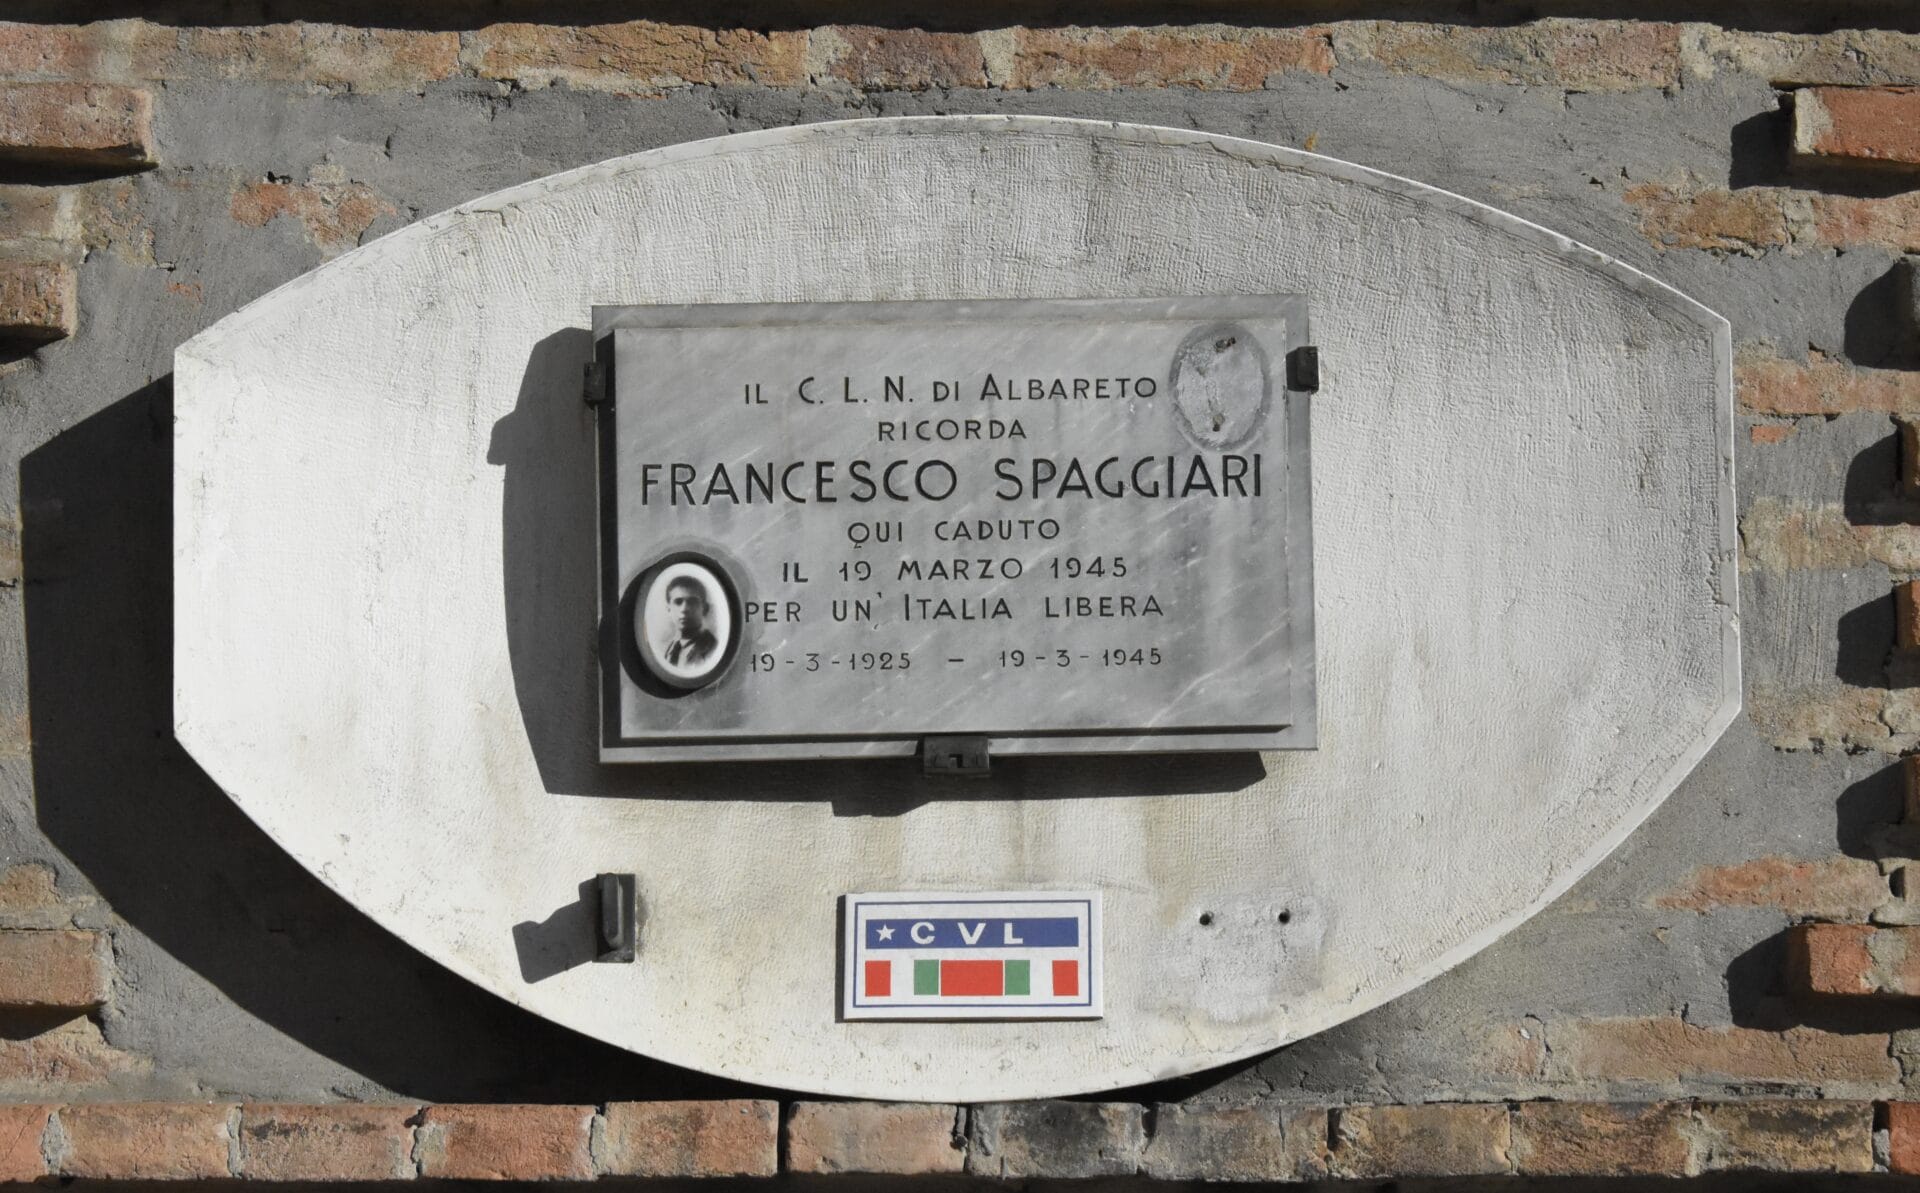 IL C. L. N. DI ALBARETO
RICORDA
FRANCESCO SPAGGIARI
QUI CADUTO
IL 19 MARZO 1945
PER UN' ITALIA LIBERA
19-3-1925 - 19-3-1945
★CVL